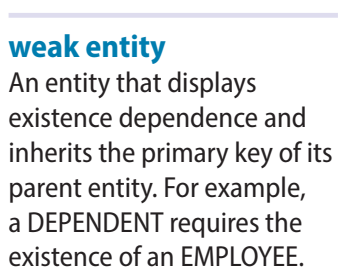 weak entity
An entity that displays
existence dependence and
inherits the primary key of its
parent entity. For example,
a DEPENDENT requires the
existence of an EMPLOYEE.